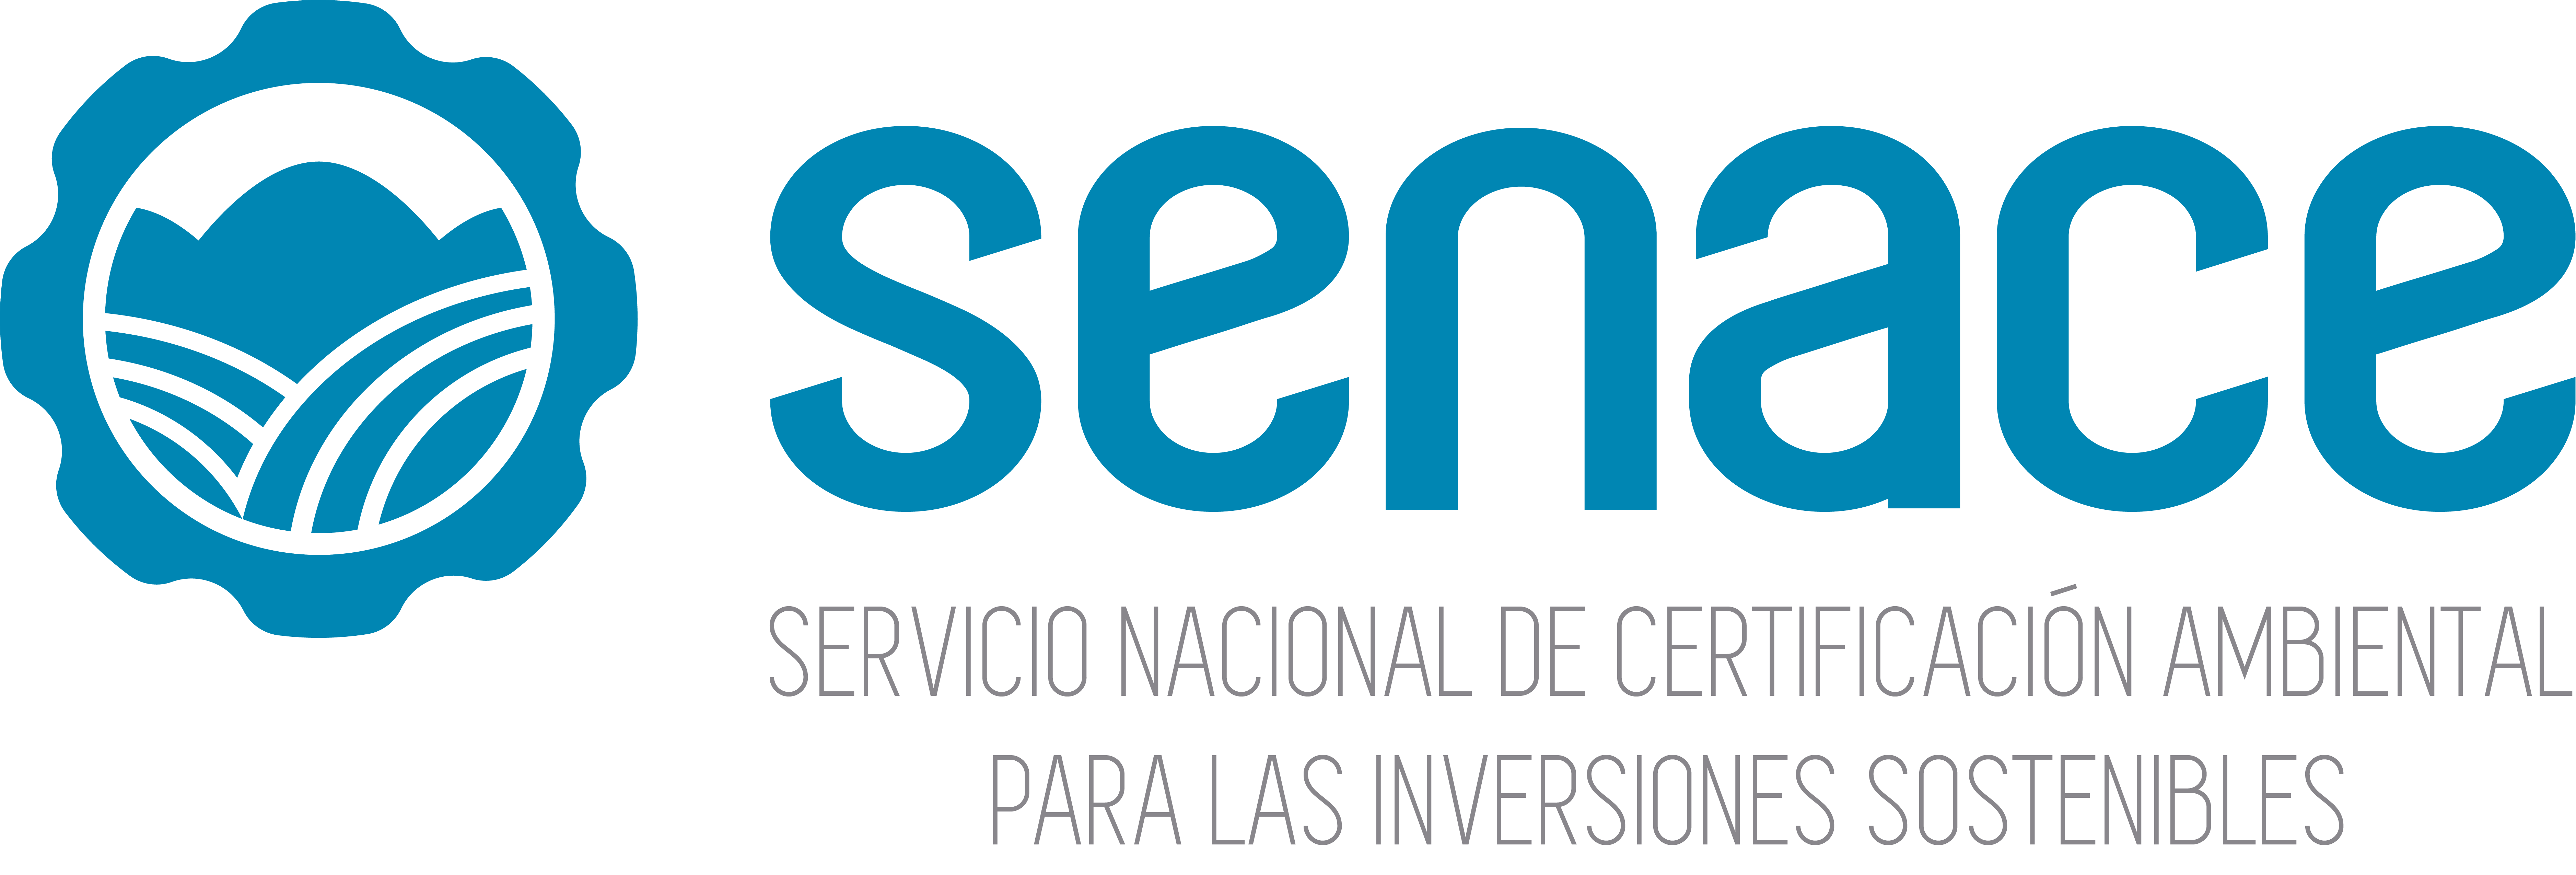 senace
SERVICIO NACIONAL DE CERTIFICACIÓN AMBIENTAL
PARA LAS INVERSIONES SOSTENIBLES